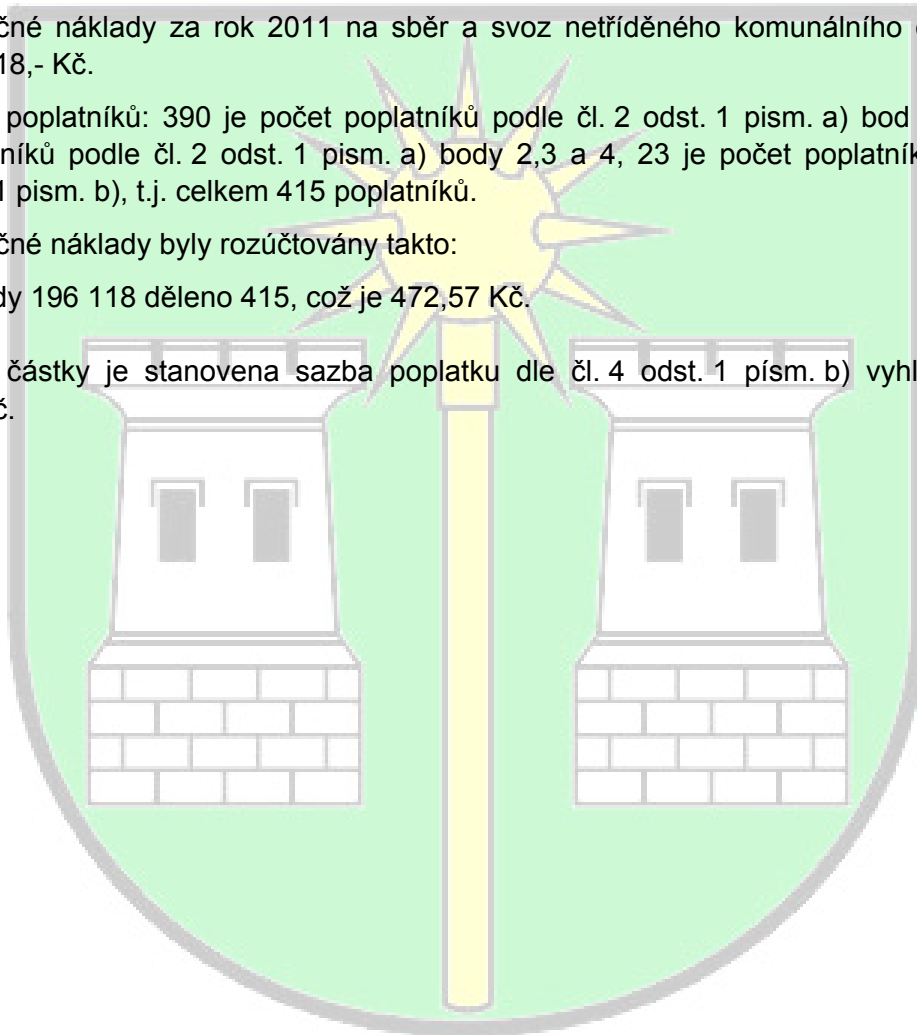 čné náklady za rok 2011 na sběr a svoz netříděného komunálního
18,- Kč.
poplatníků: 390 je počet poplatníků podle čl. 2 odst. 1 pism. a) bod
níků podle čl. 2 odst. 1 pism. a) body 2,3 a 4, 23 je počet poplatník
1 pism. b), t.j. celkem 415 poplatníků.
čné náklady byly rozúčtovány takto:
dy 196 118 děleno 415, což je 472,57 Kč.
částky je stanovena sazba poplatku dle čl. 4 odst. 1 písm. b) vyhl
č.